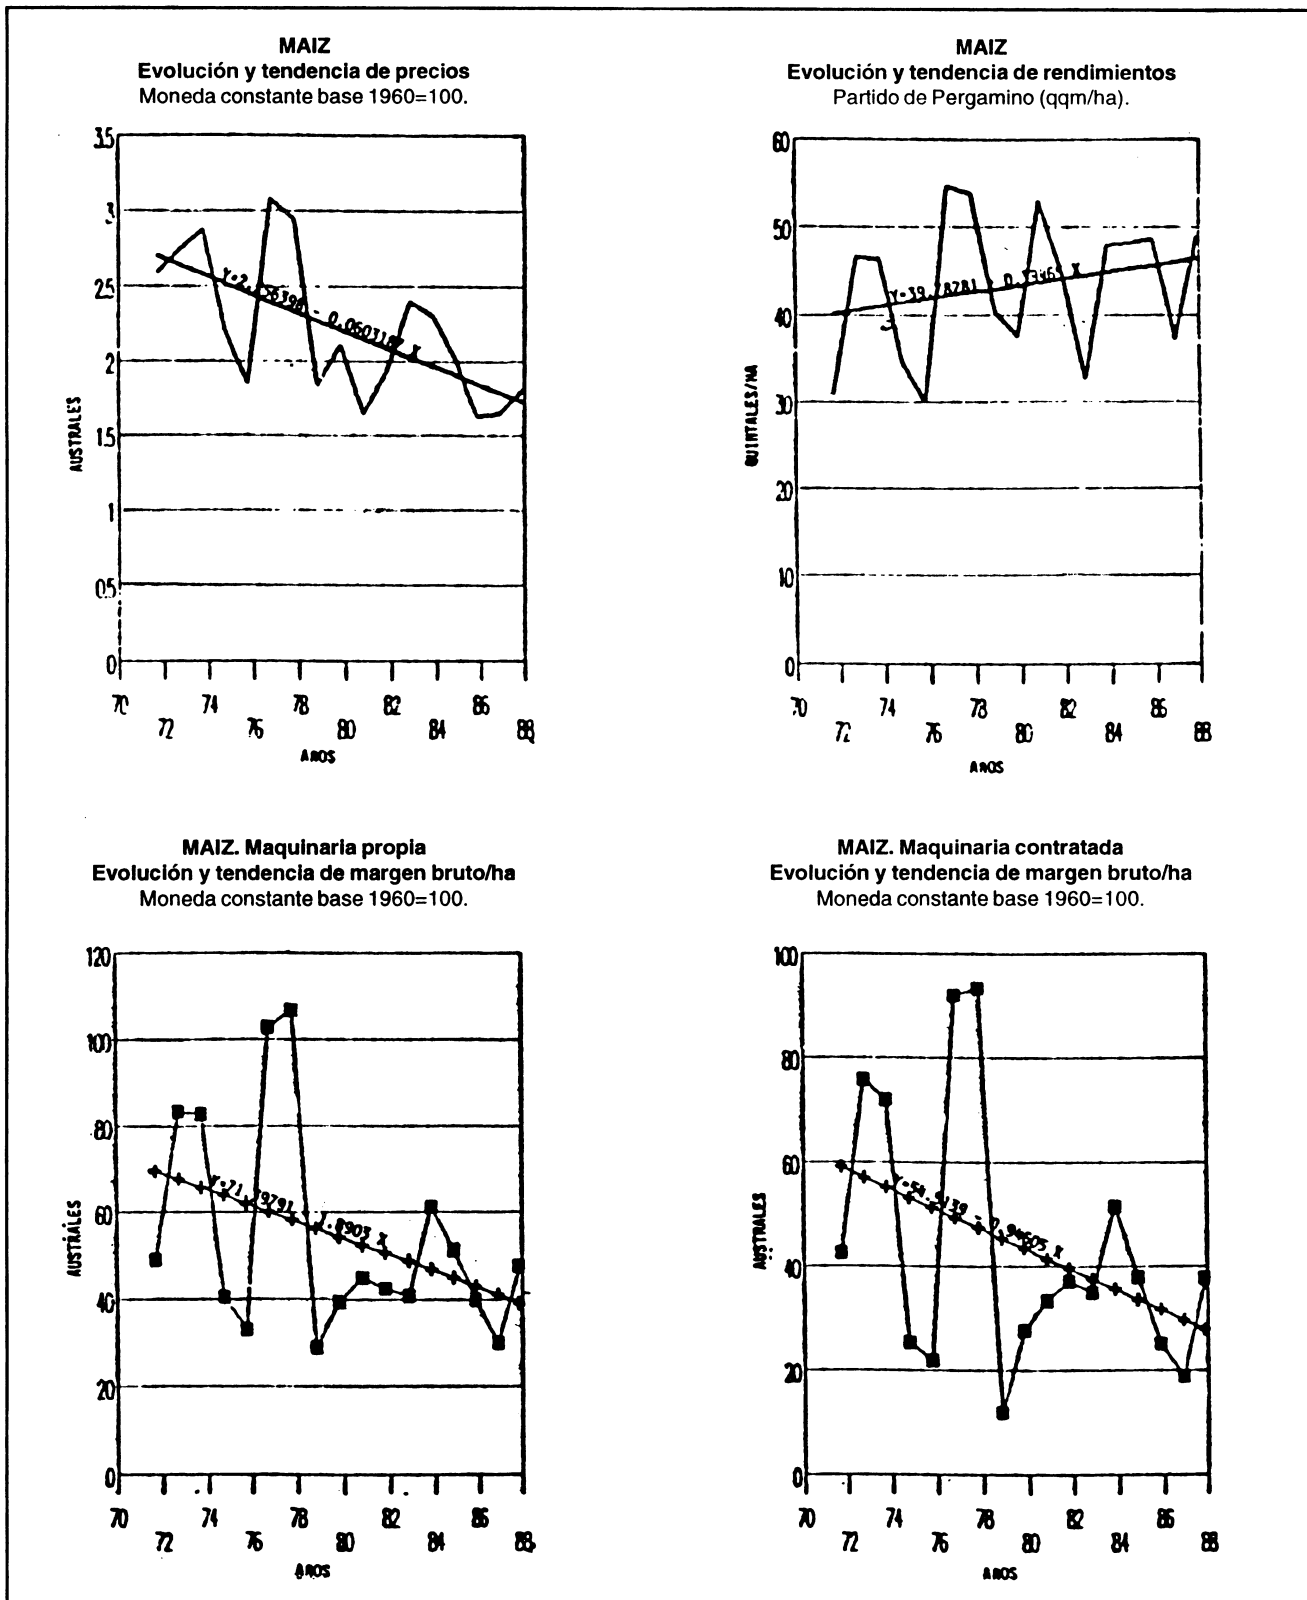 MAIZ
Evolución y tendencia de precios
Moneda constante base 1960=100.
3.5
3
2.5
2
1.5
1
0.5
0
AUSTRALES
70 72 74 76 78 80 82 84 86 88
AÑOS
MAIZ
Evolución y tendencia de rendimientos
Partido de Pergamino (qqm/ha).
60
50
40
30
20
10
0
QUINTALES/HA
70 72 74 76 78 80 82 84 86 88
AÑOS
MAIZ. Maquinaria propia
Evolución y tendencia de margen bruto/ha
Moneda constante base 1960=100.
120
100
80
60
40
20
0
AUSTRALES
70 72 74 76 78 80 82 84 86 88
AÑOS
MAIZ. Maquinaria contratada
Evolución y tendencia de margen bruto/ha
Moneda constante base 1960=100.
100
80
60
40
20
0
AUSTRALES
70 72 74 76 78 80 82 84 86 88
AÑOS